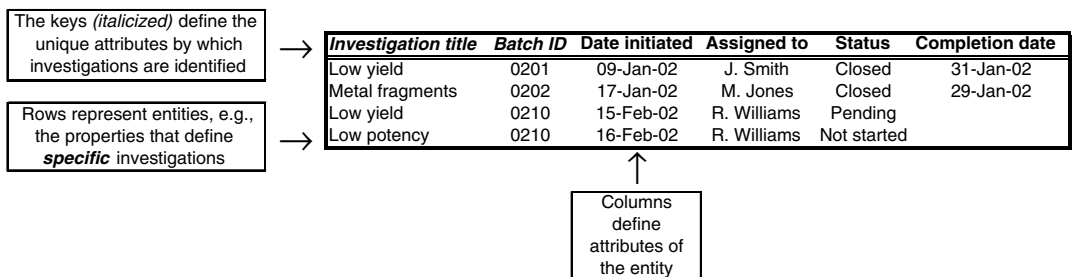 The keys (italicized) define the
unique attributes by which
investigations are identified
Rows represent entities, e.g.,
the properties that define
specific investigations
Investigation title Batch ID Date initiated Assigned to Status Completion date
Low yield 0201 09-Jan-02 J. Smith Closed 31-Jan-02
Metal fragments 0202 17-Jan-02 M. Jones Closed 29-Jan-02
Low yield 0210 15-Feb-02 R. Williams Pending
Low potency 0210 16-Feb-02 R. Williams Not started
Columns
define
attributes of
the entity